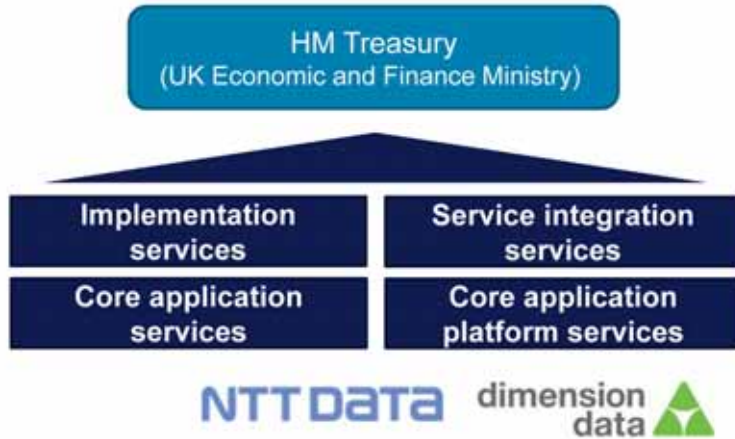 HM Treasury
(UK Economic and Finance Ministry)
Implementation
services
Service integration
services
Core application
services
Core application
platform services
NTT DATA
dimension
data